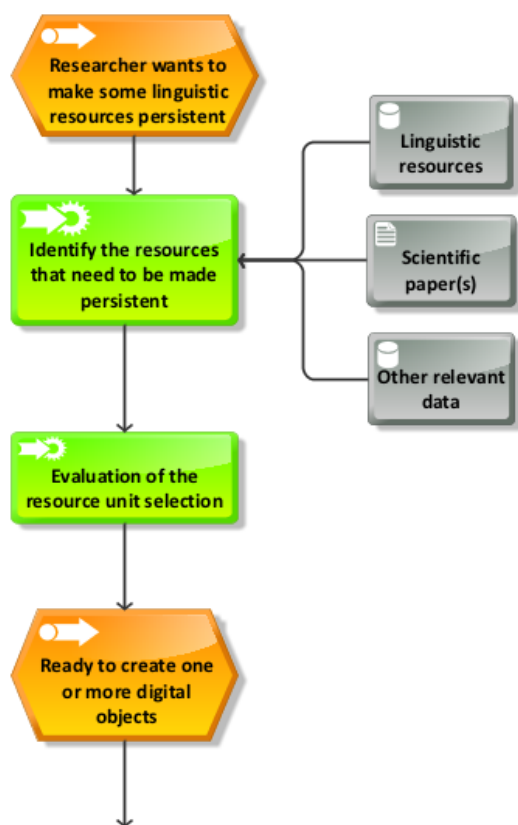 Researcher wants to
make some linguistic
resources persistent
Linguistic
resources
Identify the resources
that need to be made
persistent
Scientific
paper(s)
Other relevant
data
Evaluation of the
resource unit selection
Ready to create one
or more digital
objects